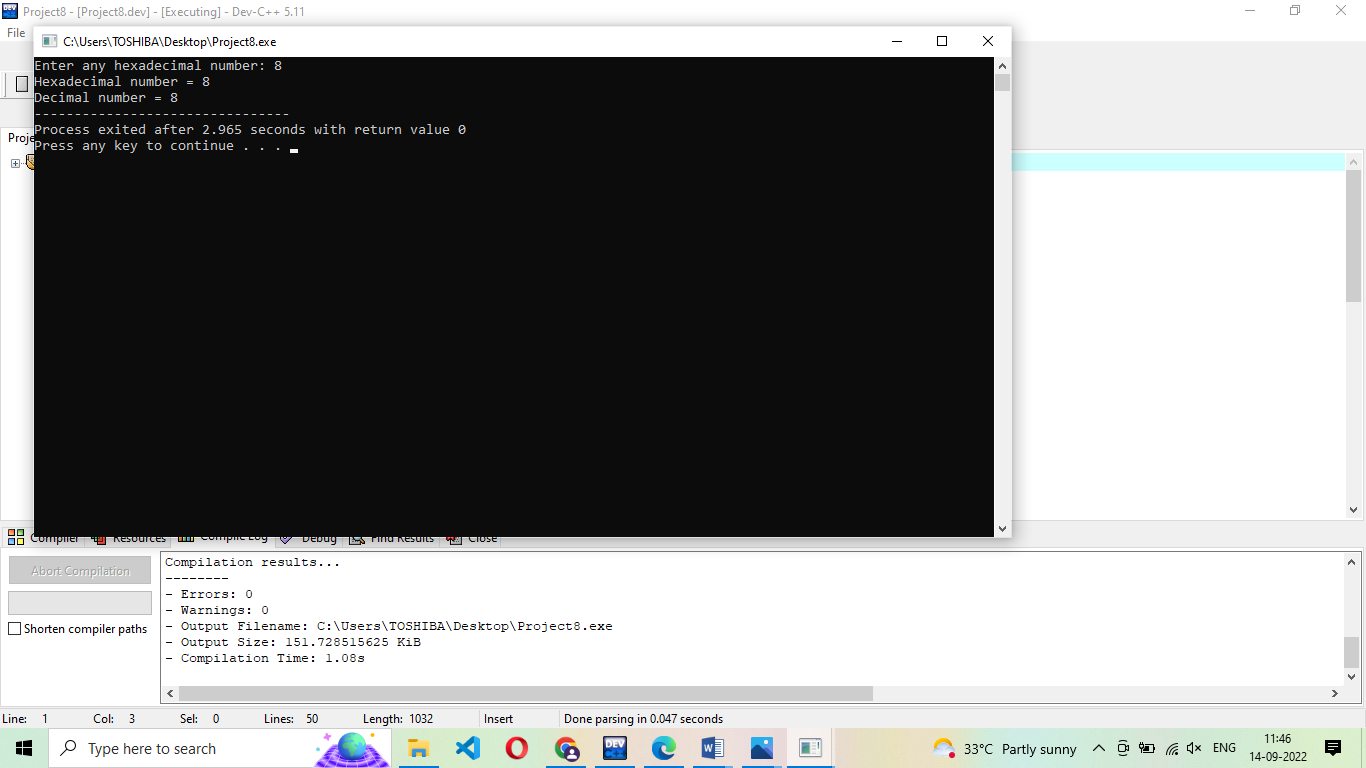 Project8 - [Project8.dev] - [Executing] - Dev-C++ 5.11
File
C:\Users\TOSHIBA\Desktop\Project8.exe
Enter any hexadecimal number: 8
Hexadecimal number = 8
Decimal number = 8
--------------------------------
Process exited after 2.965 seconds with return value 0
Press any key to continue . . .
Proje
Compiler Resources Compile Log Debug Find Results Close
Abort Compilation
Shorten compiler paths
Compilation results...
--------
- Errors: 0
- Warnings: 0
- Output Filename: C:\Users\TOSHIBA\Desktop\Project8.exe
- Output Size: 151.728515625 KiB
- Compilation Time: 1.08s
Line: 1 Col: 3 Sel: 0 Lines: 50 Length: 1032 Insert Done parsing in 0.047 seconds
Type here to search
DEV
33°C Partly sunny
ENG
11:46
14-09-2022